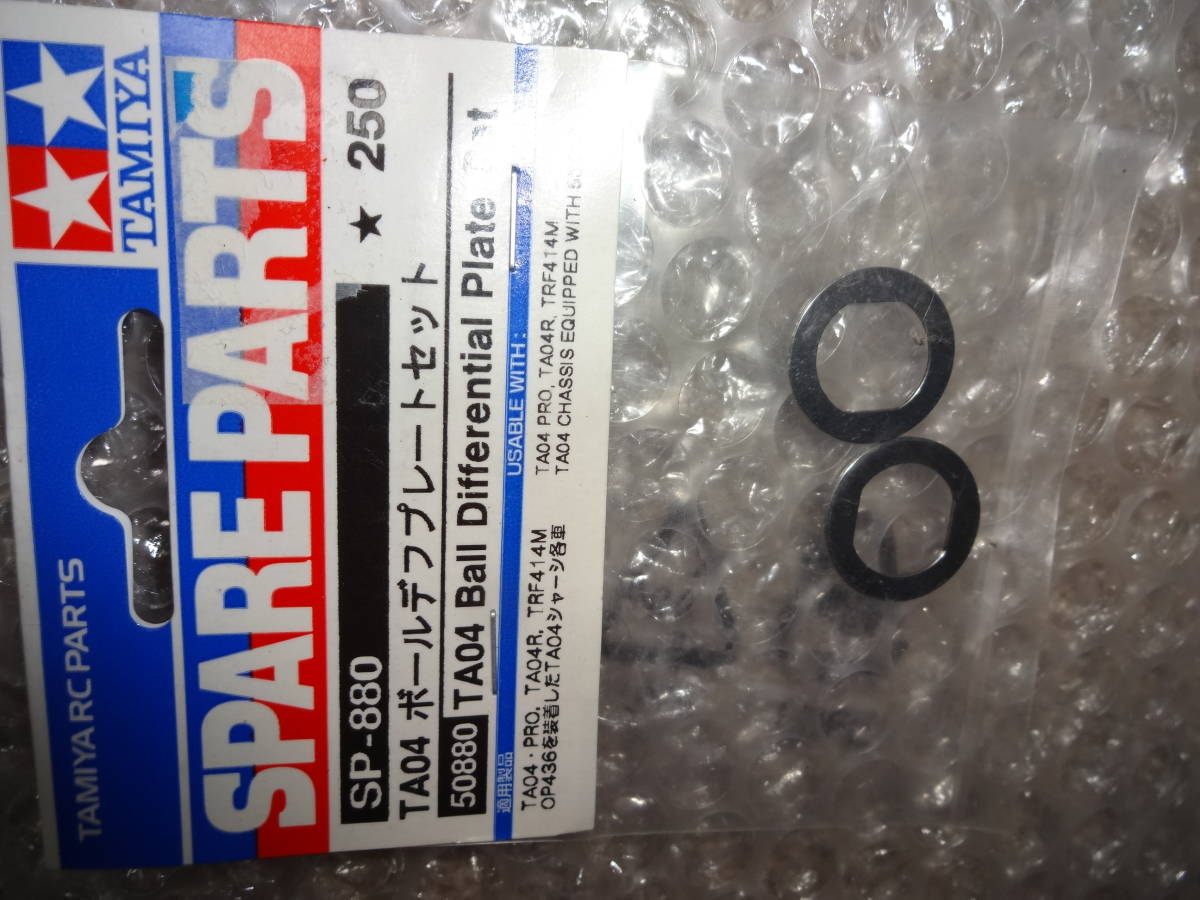 TAMIYA
TAMIYA RC PARTS
SPARE PARTS
SP-880 ★ 250
TA04 ボールデフプレートセット
50880 TA04 Ball Differential Plate
適用製品
TA04・PRO, TA04R, TRF414M
OP436を装着したTA04シャーシ各車
USABLE WITH:
TA04 PRO, TA04R, TRF414M
TA04 CHASSIS EQUIPPED WITH